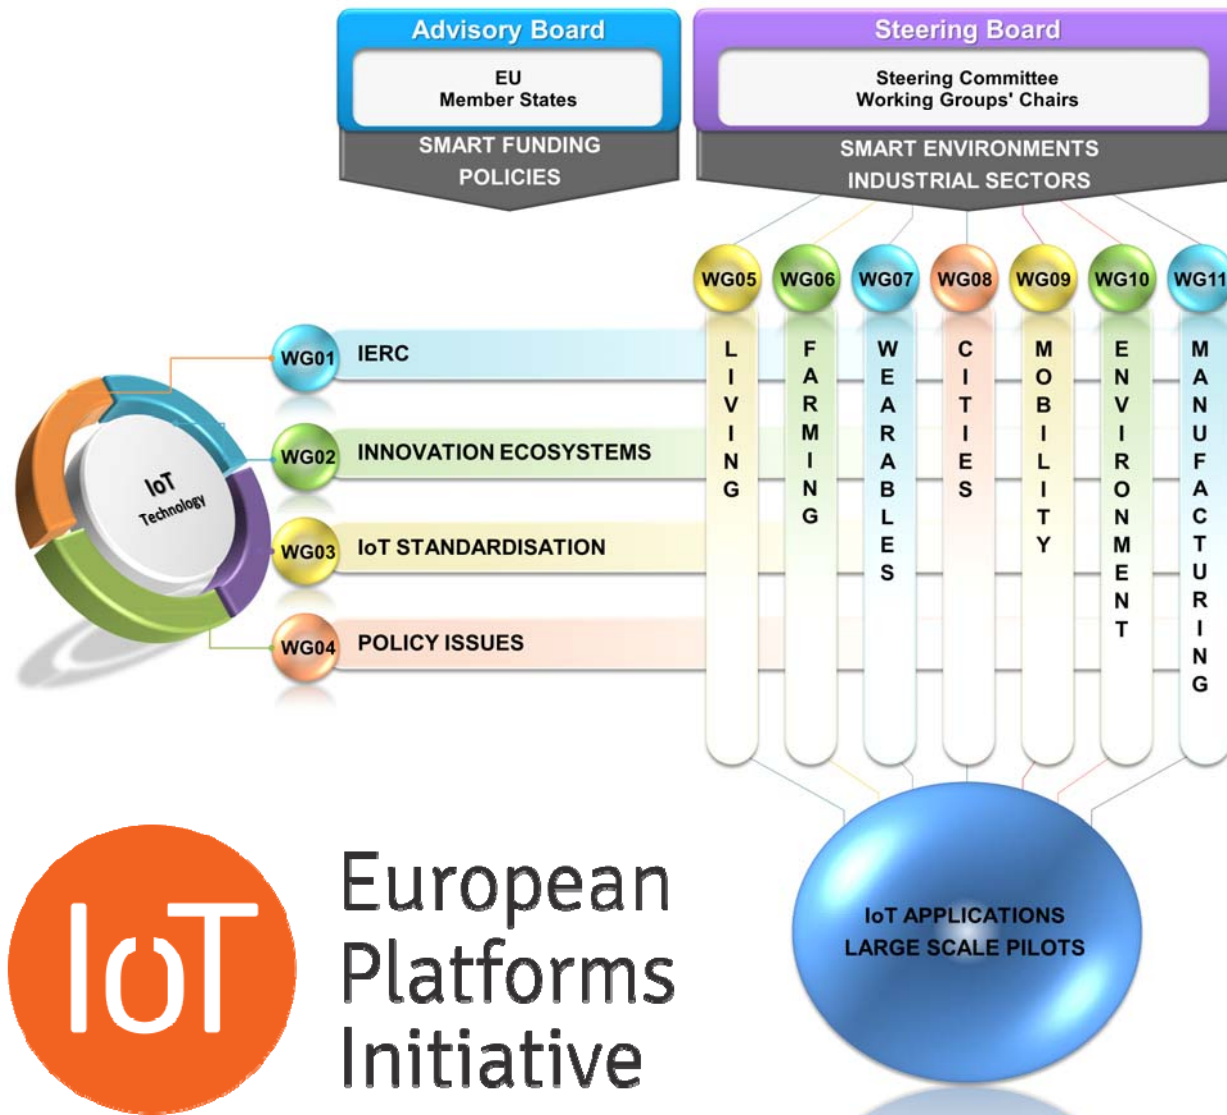 Advisory Board
EU
Member States
SMART FUNDING
POLICIES
Steering Board
Steering Committee
Working Groups' Chairs
SMART ENVIRONMENTS
INDUSTRIAL SECTORS
WG05
WG06
WG07
WG08
WG09
WG10
WG11
LIVING
FARMING
WEARABLES
CITIES
MOBILITY
ENVIRONMENT
MANUFACTURING
IoT
Technology
WG01
IERC
WG02
INNOVATION ECOSYSTEMS
WG03
IoT STANDARDISATION
WG04
POLICY ISSUES
IoT APPLICATIONS
LARGE SCALE PILOTS
IoT
European
Platforms
Initiative